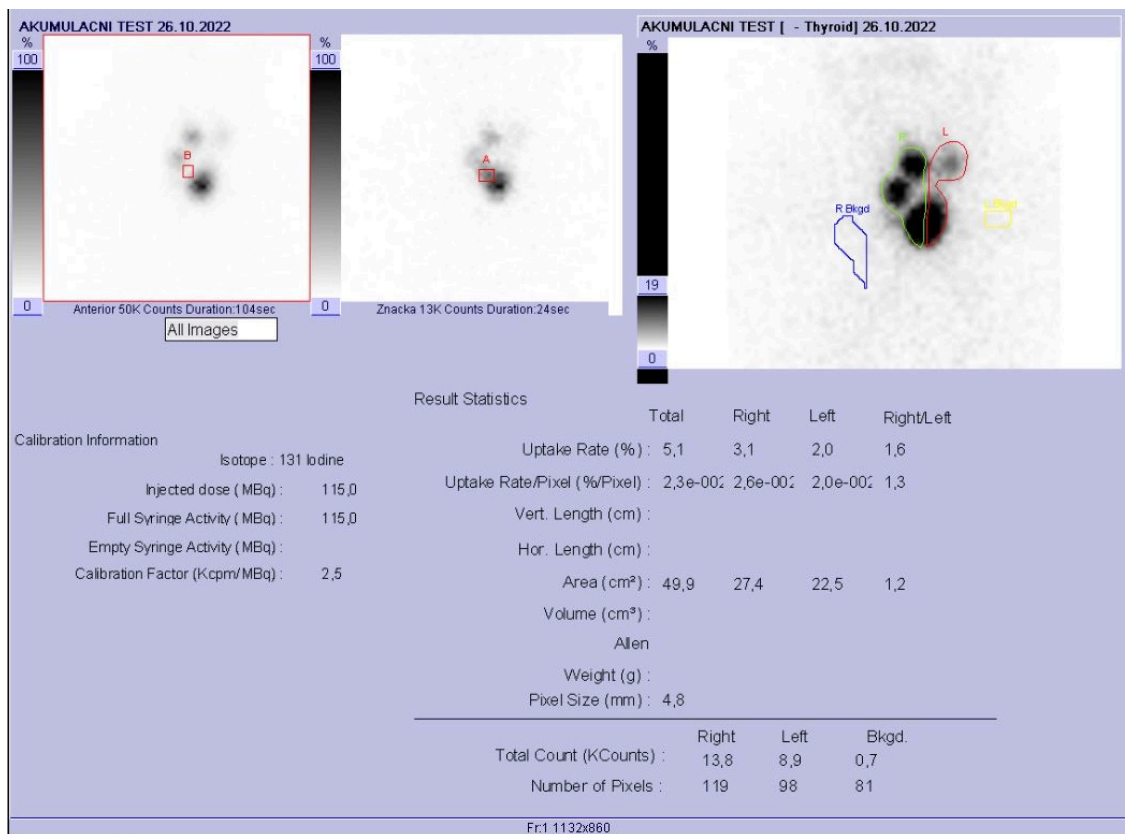 AKUMULACNI TEST 26.10.2022
%
100
0
B
Anterior 50K Counts Duration:104sec
%
100
0
A
Znacka 13K Counts Duration:24sec
All Images
AKUMULACNI TEST [ - Thyroid] 26.10.2022
%
19
0
R L
R Bkgd
L Bkgd
Calibration Information
Isotope : 131 Iodine
Injected dose ( MBq) : 115,0
Full Syringe Activity ( MBq) : 115,0
Empty Syringe Activity ( MBq) :
Calibration Factor (Kcpm/MBq) : 2,5
Result Statistics
Total Right Left Right/Left
Uptake Rate (%) : 5,1 3,1 2,0 1,6
Uptake Rate/Pixel (%/Pixel) : 2,3e-002 2,6e-002 2,0e-002 1,3
Vert. Length (cm) :
Hor. Length (cm) :
Area (cm²) : 49,9 27,4 22,5 1,2
Volume (cm³) :
Allen
Weight (g) :
Pixel Size (mm) : 4,8
Right Left Bkgd.
Total Count (KCounts) : 13,8 8,9 0,7
Number of Pixels : 119 98 81
Fr:1 1132x860